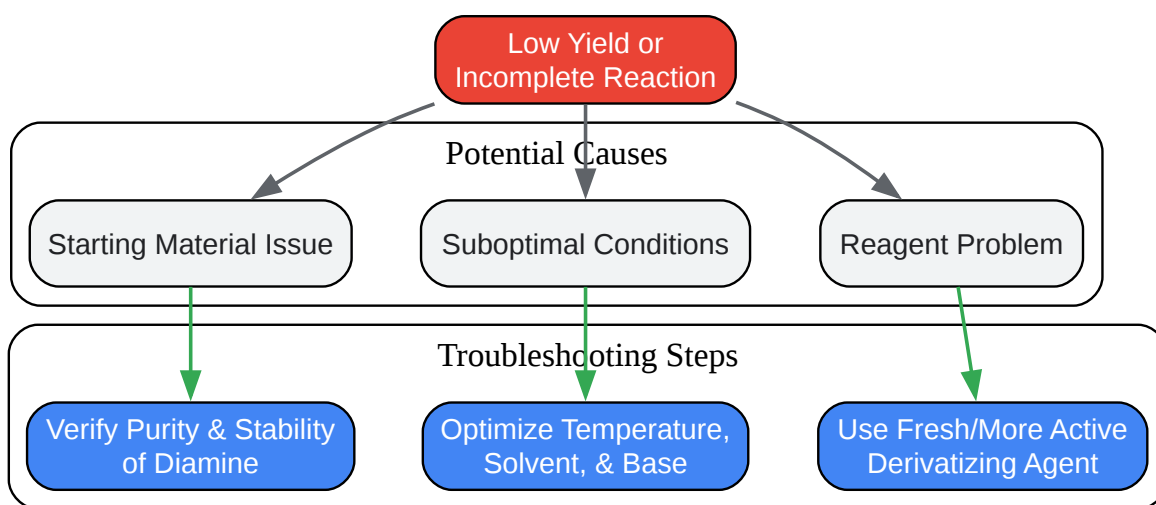 Low Yield or
Incomplete Reaction
Potential Causes
Starting Material Issue
Suboptimal Conditions
Reagent Problem
Troubleshooting Steps
Verify Purity & Stability
of Diamine
Optimize Temperature,
Solvent, & Base
Use Fresh/More Active
Derivatizing Agent